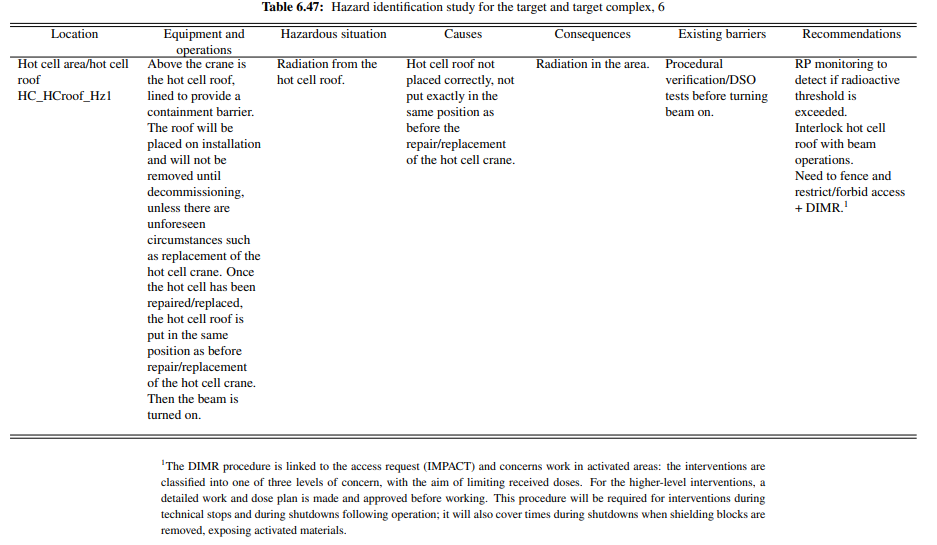 Table 6.47: Hazard identification study for the target and target complex, 6
Location
Equipment and
operations
Hazardous situation
Causes
Consequences
Existing barriers
Recommendations
Hot cell area/hot cell
roof
HC_HCroof_Hz1
Above the crane is
the hot cell roof,
lined to provide a
containment barrier.
The roof will be
placed on installation
and will not be
removed until
decommissioning,
unless there are
unforeseen
circumstances such
as replacement of the
hot cell crane. Once
the hot cell has been
repaired/replaced,
the hot cell roof is
put in the same
position as before
repair/replacement
of the hot cell crane.
Then the beam is
turned on.
Radiation from the
hot cell roof.
Hot cell roof not
placed correctly, not
put exactly in the
same position as
before the
repair/replacement
of the hot cell crane.
Radiation in the area.
Procedural
verification/DSO
tests before turning
beam on.
RP monitoring to
detect if radioactive
threshold is
exceeded.
Interlock hot cell
roof with beam
operations.
Need to fence and
restrict/forbid access
+ DIMR.1
1The DIMR procedure is linked to the access request (IMPACT) and concerns work in activated areas: the interventions are
classified into one of three levels of concern, with the aim of limiting received doses. For the higher-level interventions, a
detailed work and dose plan is made and approved before working. This procedure will be required for interventions during
technical stops and during shutdowns following operation; it will also cover times during shutdowns when shielding blocks are
removed, exposing activated materials.